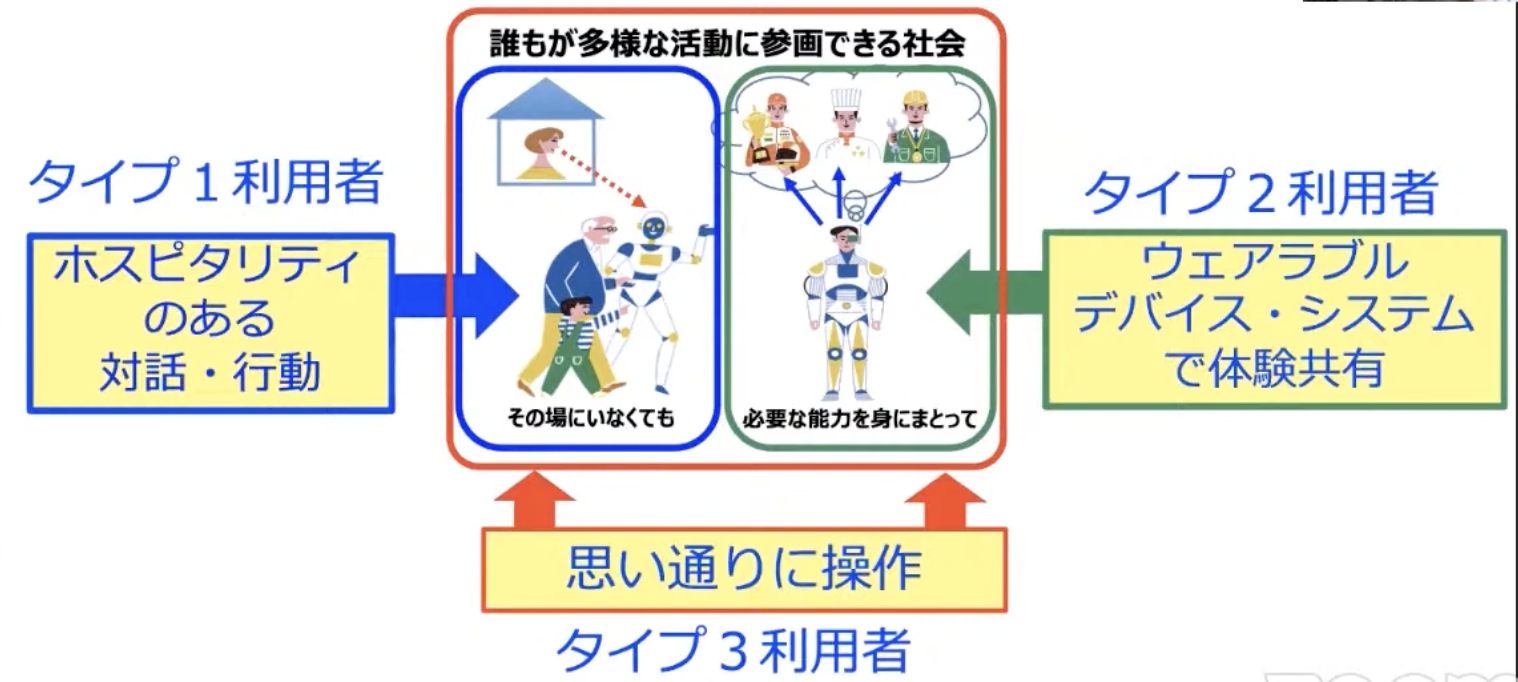 誰もが多様な活動に参画できる社会
タイプ１利用者
ホスピタリティ
のある
対話・行動
その場にいなくても
必要な能力を身にまとって
タイプ２利用者
ウェアラブル
デバイス・システム
で体験共有
思い通りに操作
タイプ３利用者
zoom